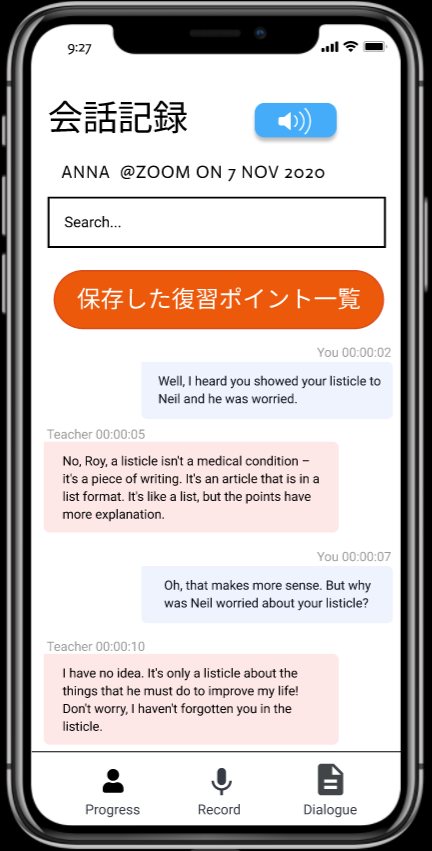 9:27
会話記録
ANNA @ZOOM ON 7 NOV 2020
Search...
保存した復習ポイント一覧
You 00:00:02
Well, I heard you showed your listicle to
Neil and he was worried.
Teacher 00:00:05
No, Roy, a listicle isn't a medical condition –
it's a piece of writing. It's an article that is in a
list format. It's like a list, but the points have
more explanation.
You 00:00:07
Oh, that makes more sense. But why
was Neil worried about your listicle?
Teacher 00:00:10
I have no idea. It's only a listicle about the
things that he must do to improve my life!
Don't worry, I haven't forgotten you in the
listicle.
Progress
Record
Dialogue